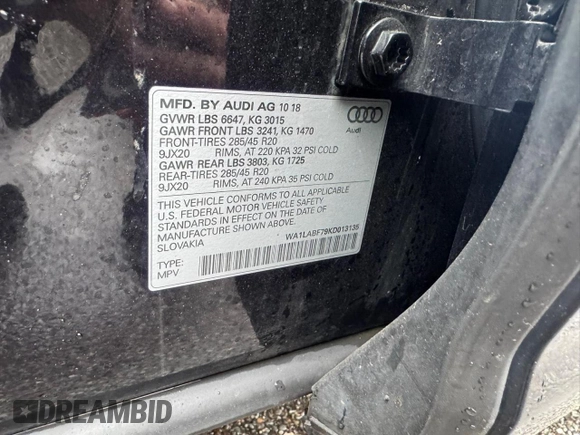 MFD. BY AUDI AG 10 18
GVWR LBS 6647, KG 3015
GAWR FRONT LBS 3241, KG 1470
FRONT-TIRES 285/45 R20
9JX20 RIMS, AT 220 KPA 32 PSI COLD
GAWR REAR LBS 3803, KG 1725
REAR-TIRES 285/45 R20
9JX20 RIMS, AT 240 KPA 35 PSI COLD
Audi
THIS VEHICLE CONFORMS TO ALL APPLICABLE
U.S. FEDERAL MOTOR VEHICLE SAFETY
STANDARDS IN EFFECT ON THE DATE OF
MANUFACTURE SHOWN ABOVE.
SLOVAKIA
WA1LABF79KD013135
TYPE:
MPV
DREAMBID